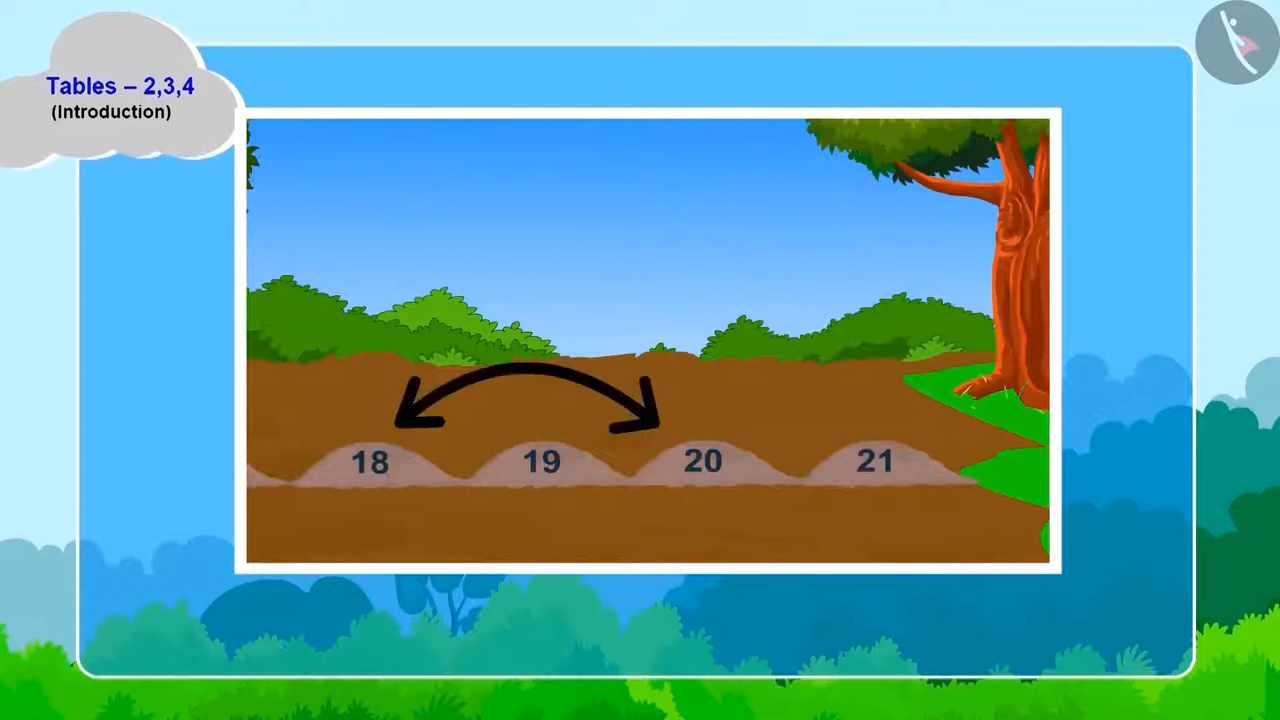 Tables – 2,3,4
(Introduction)
18 19 20 21